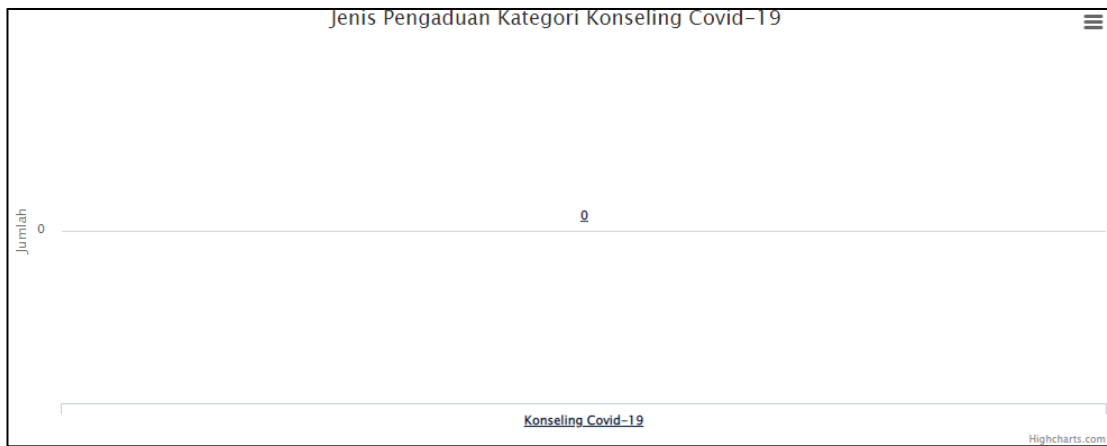 Jenis Pengaduan Kategori Konseling Covid-19
0
Jumlah
0
Konseling Covid-19
Highcharts.com